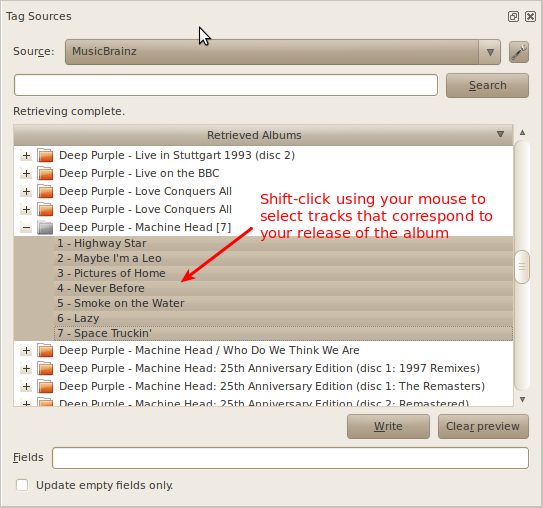 Tag Sources
Source: MusicBrainz
Search
Retrieving complete.
Retrieved Albums
Deep Purple - Live in Stuttgart 1993 (disc 2)
Deep Purple - Live on the BBC
Deep Purple - Love Conquers All
Deep Purple - Love Conquers All
Deep Purple - Machine Head [7]
Shift-click using your mouse to
select tracks that correspond to
your release of the album
1 - Highway Star
2 - Maybe I'm a Leo
3 - Pictures of Home
4 - Never Before
5 - Smoke on the Water
6 - Lazy
7 - Space Truckin'
Deep Purple - Machine Head / Who Do We Think We Are
Deep Purple - Machine Head: 25th Anniversary Edition (disc 1: 1997 Remixes)
Deep Purple - Machine Head: 25th Anniversary Edition (disc 1: The Remasters)
Deep Purple - Machine Head: 25th Anniversary Edition (disc 2: Remastered)
Write Clear preview
Fields
Update empty fields only.